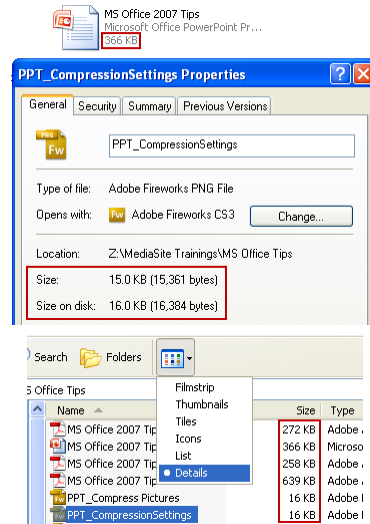 MS Office 2007 Tips
Microsoft Office PowerPoint Pr...
366 KB
PPT_CompressionSettings Properties
General Security Summary Previous Versions
PNG
Fw
PPT_CompressionSettings
Type of file: Adobe Fireworks PNG File
Opens with: Fw Adobe Fireworks CS3 Change...
Location: Z:\MediaSite Trainings\MS Office Tips
Size: 15.0 KB (15,361 bytes)
Size on disk: 16.0 KB (16,384 bytes)
Search Folders
Office Tips
Filmstrip
Thumbnails
Tiles
Icons
List
Details
Name Size Type
MS Office 2007 Tip 272 KB Adobe
MS Office 2007 Tip 366 KB Microso
MS Office 2007 Tip 258 KB Adobe
MS Office 2007 Tip 639 KB Adobe
PPT_Compress Pictures 16 KB Adobe
PPT_CompressionSettings 16 KB Adobe